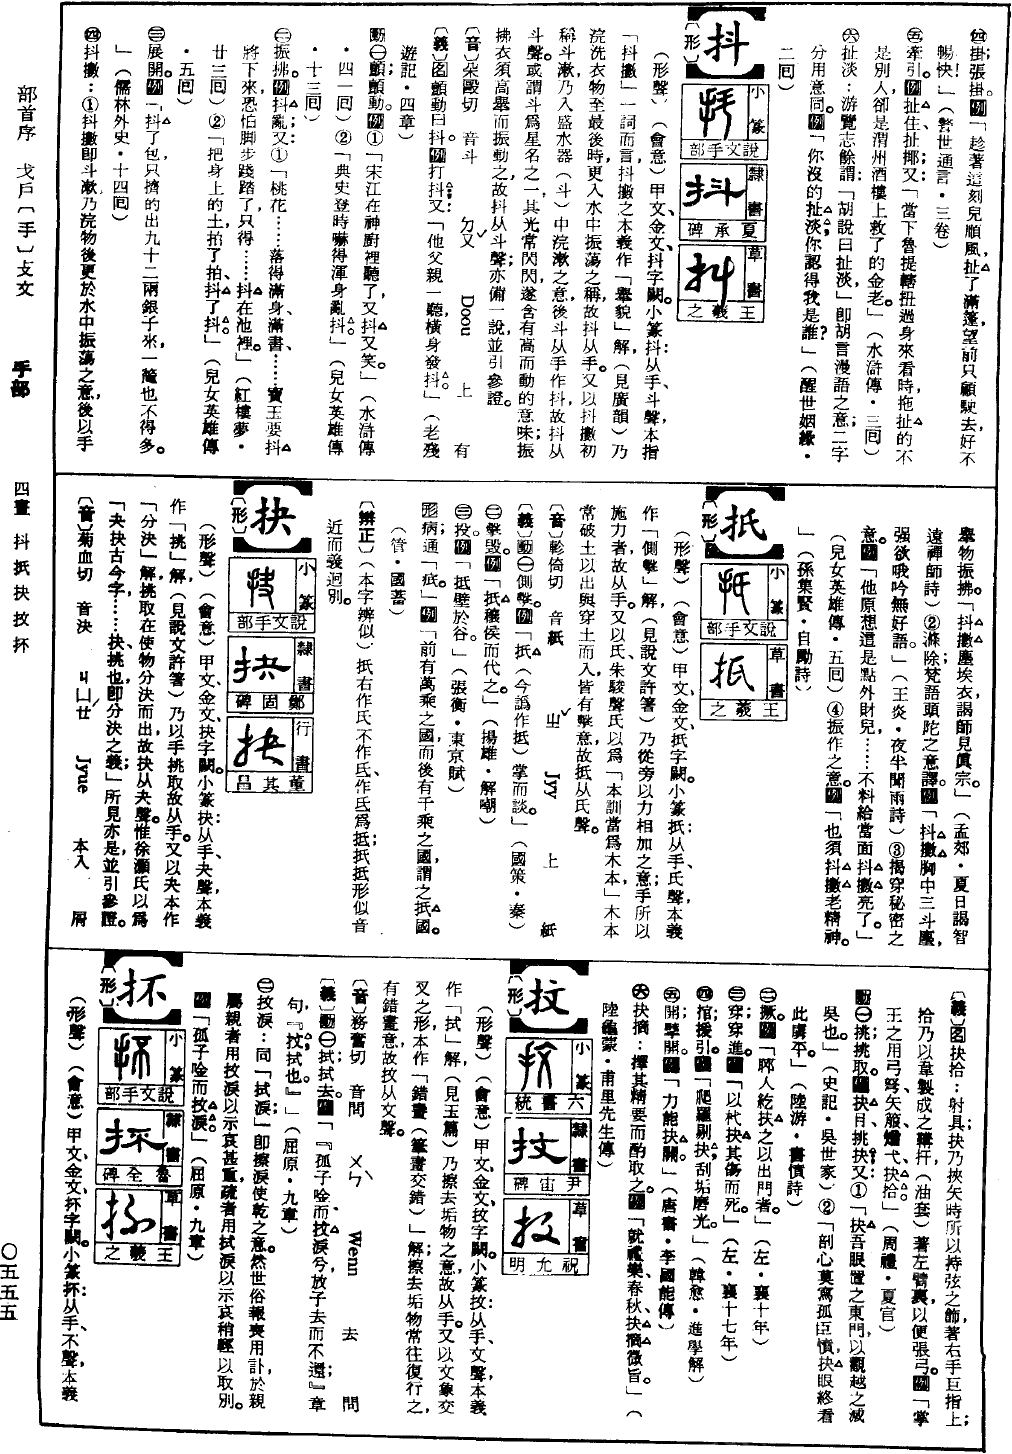 ㈣掛；張掛。例「趁著這刻兒順風，扯了滿篷，望前只顧駛去，好不
暢快！」（警世通言・三卷）
㈤牽引。例扯住；扯挪；又「當下魯提轄扭過身來看時，拖扯的不
是別人，卻是渭州酒樓上救了的金老。」（水滸傳・三回）
㈥扯淡：游覽志餘謂：「胡說曰扯淡，」即胡言漫語之意；二字
分用意同。例「你沒的扯淡，你認得我是誰？」（醒世姻緣・
二回）
抖
〔形〕
小篆
說文手部
隸書
夏承碑
草書
王羲之
（形聲）（會意）甲文、金文、抖字闕。小篆抖：从手、斗聲，本指
「抖擻」一詞而言，抖擻之本義作「舉貌」解，（見廣韻）乃
浣洗衣物至最後時，更入水中振蕩之稱，故抖从手。又以抖擻初
稱斗漱，乃入盛水器（斗）中浣漱之意，後斗从手作抖，故抖从
斗聲。或謂斗爲星名之一，其光常閃閃，遂含有高而動的意味；振
拂衣須高舉而振動之，故抖从斗聲；亦備一說，並引參證。
〔音〕朵毆切　音斗　ㄉㄡˇ　Doou　上　有
〔義〕名顫動曰抖。例打抖；又「他父親一聽，橫身發抖。」（老殘
遊記・四章）
動㈠顫；顫動。例①「宋江在神廚裡聽了，又抖又笑。」（水滸傳
・四一回）②「典史登時嚇得渾身亂抖。」（兒女英雄傳
・十三回）
㈡振；拂。例抖亂；又①「桃花……落得滿身、滿書、……寶玉要抖
將下來，恐怕腳步踐踏了，只得……抖在池裡。」（紅樓夢・
廿三回）②「把身上的土拍了拍，抖了抖。」（兒女英雄傳
・五回）
㈢展開。例「抖了包，只擠的出九十二兩銀子來，一釐也不得多。
」（儒林外史・十四回）
㈣抖擻：①抖擻即斗漱，乃浣物後更於水中振蕩之意，後以手
舉物振拂。「抖擻塵埃衣，謁師見眞宗。」（孟郊・夏日謁智
遠禪師詩）②滌除；梵語頭陀之意譯。例「抖擻胸中三斗塵，
强欲哦吟無好語。」（王炎・夜半聞雨詩）③揭穿秘密之
意。例「他原想這是點外財兒，……不料給當面抖擻亮了。」
（兒女英雄傳・五回）④振作之意。例「也須抖擻老精神。
」（孫集賢・自勵詩）
扺
〔形〕
小篆
說文手部
草書
王羲之
（形聲）（會意）甲文、金文、扺字闕。小篆扺：从手、氏聲，本義
作「側擊」解，（見說文許箸）乃從旁以力相加之意；手所以
施力者，故从手。又以氏，朱駿聲氏以爲「本訓當爲木本，」木本
常破土以出，與穿土而入，皆有擊意，故抵从氏聲。
〔音〕軫倚切　音紙　ㄓˇ　Jyy　上　紙
〔義〕動㈠側擊。例「扺（今譌作抵）掌而談。」（國策・秦）
㈡擊；毀。例「扺穰侯而代之。」（揚雄・解嘲）
㈢投。例「扺壁於谷。」（張衡・東京賦）
形病；通「疧。」例「前有萬乘之國，而後有千乘之國，謂之扺國。
（管・國蓄）
〔辨正〕（本字辨似）：扺右作氏，不作氐，作氐爲抵；扺抵形似音
近而義迥別。
抉
〔形〕
小篆
說文手部
隸書
鄭固碑
行書
董其昌
（形聲）（會意）甲文、金文、抉字闕。小篆抉：从手、夬聲，本義
作「挑」解，（見說文許箸）乃以手挑取，故从手。又以夬本作
「分決」解，挑取在使物分決而出，故抉从夬聲。惟徐灝氏以爲
「夬抉古今字，……抉，挑也，即分決之義」；所見亦是，並引參證。
〔音〕菊血切　音決　ㄐㄩㄝˊ　Jyue　本入　屑
〔義〕名抉拾：射具，抉乃挾矢時所以持弦之飾，著右手巨指上；
拾乃以韋製成之構扞，（油套）著左臂裏以便張弓。例「掌
王之用弓、弩、矢、箙、矰、弋、抉、拾。」（周禮・夏官）
動㈠挑；挑取。例抉目；挑抉；又①「抉吾眼置之東門，以觀越之滅
吳也。」（史記・吳世家）②「剖心莫寫孤臣憤，抉眼終看
此虜平。」（陸游・書憤詩）
㈡撅。例「郰人紇抉之以出門者。」（左・襄十年）
㈢穿；穿進。例「以杙抉其傷而死。」（左・襄十七年）
㈣捾；援引。例「爬羅剔抉，刮垢磨光。」（韓愈・進學解）
㈤開；擊開。例「力能抉關。」（唐書・李國能傳）
㈥抉摘：擇其精要而酌取之。例「就禮、樂、春秋抉摘微旨。」（
陸龜蒙・甫里先生傳）
抆
〔形〕
小篆
六書統
隸書
尹宙碑
草書
祝允明
（形聲）（會意）甲文、金文、抆字闕。小篆抆：从手、文聲，本義
作「拭」解，（見玉篇）乃擦去垢物之意，故从手。又以文象交
叉之形，本作「錯畫（筆畫交錯）」解；擦去垢物，常往復行之，
有錯畫意，故抆从文聲。
〔音〕務奮切　音問　ㄨㄣˋ　Wenn　去　問
〔義〕動㈠拭；拭去。例「『孤子唫而抆淚兮，放子去而不還；』章
句，『抆，拭也。』」（屈原・九章）
㈡抆淚：同「拭淚；」即擦淚使乾之意。然世俗報喪用訃，於親
屬親者用抆淚以示哀甚重，疏者用拭淚以示哀稍輕，以取別。
例「孤子唫而抆淚。」（屈原・九章）
抔
〔形〕
小篆
說文手部
隸書
魯全碑
草書
王羲之
（形聲）（會意）甲文、金文、抔字闕。小篆抔：从手、不聲，本義
部首序　戈戶〔手〕攴文　手部　四畫　抖扺抉抆抔　〇五五五